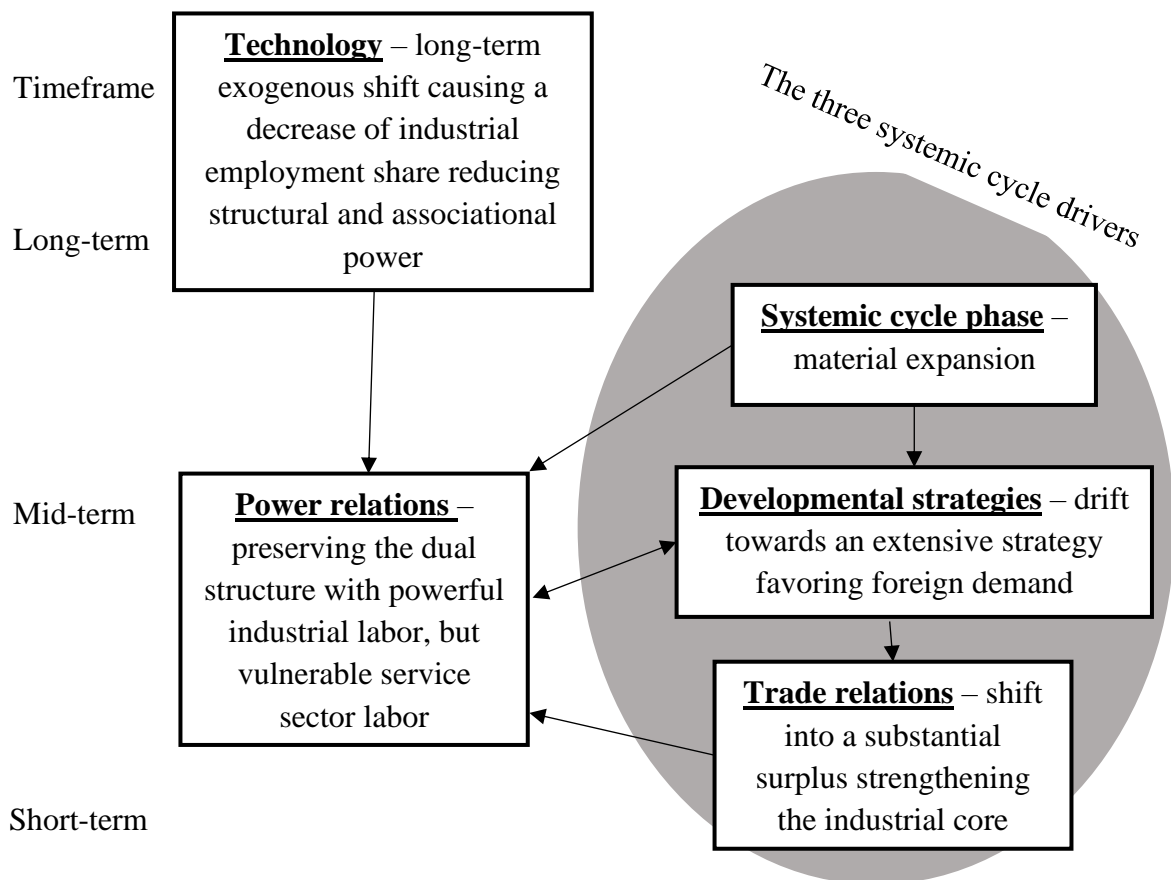 Timeframe
Long-term
Mid-term
Short-term
Technology – long-term
exogenous shift causing a
decrease of industrial
employment share reducing
structural and associational
power
The three systemic cycle drivers
Systemic cycle phase –
material expansion
Power relations –
preserving the dual
structure with powerful
industrial labor, but
vulnerable service
sector labor
Developmental strategies – drift
towards an extensive strategy
favoring foreign demand
Trade relations – shift
into a substantial
surplus strengthening
the industrial core